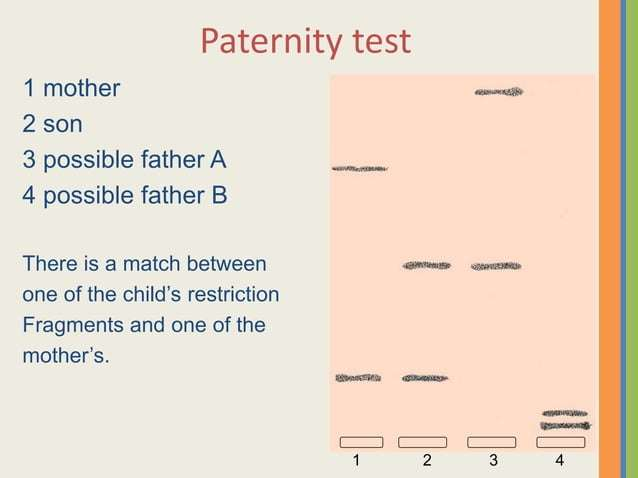 Paternity test
1 mother
2 son
3 possible father A
4 possible father B
There is a match between
one of the child’s restriction
Fragments and one of the
mother’s.
1 2 3 4